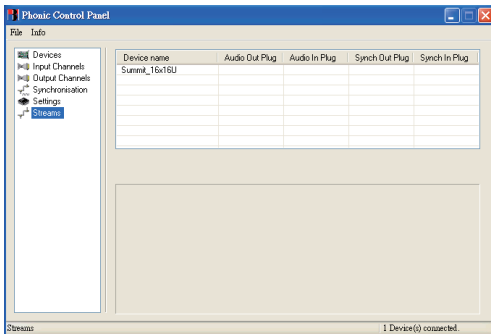 Phonic Control Panel
File Info
Devices
Input Channels
Output Channels
Synchronisation
Settings
Streams
Device name Audio Out Plug Audio In Plug Synch Out Plug Synch In Plug
Summit_16x16U
Streams 1 Device(s) connected.